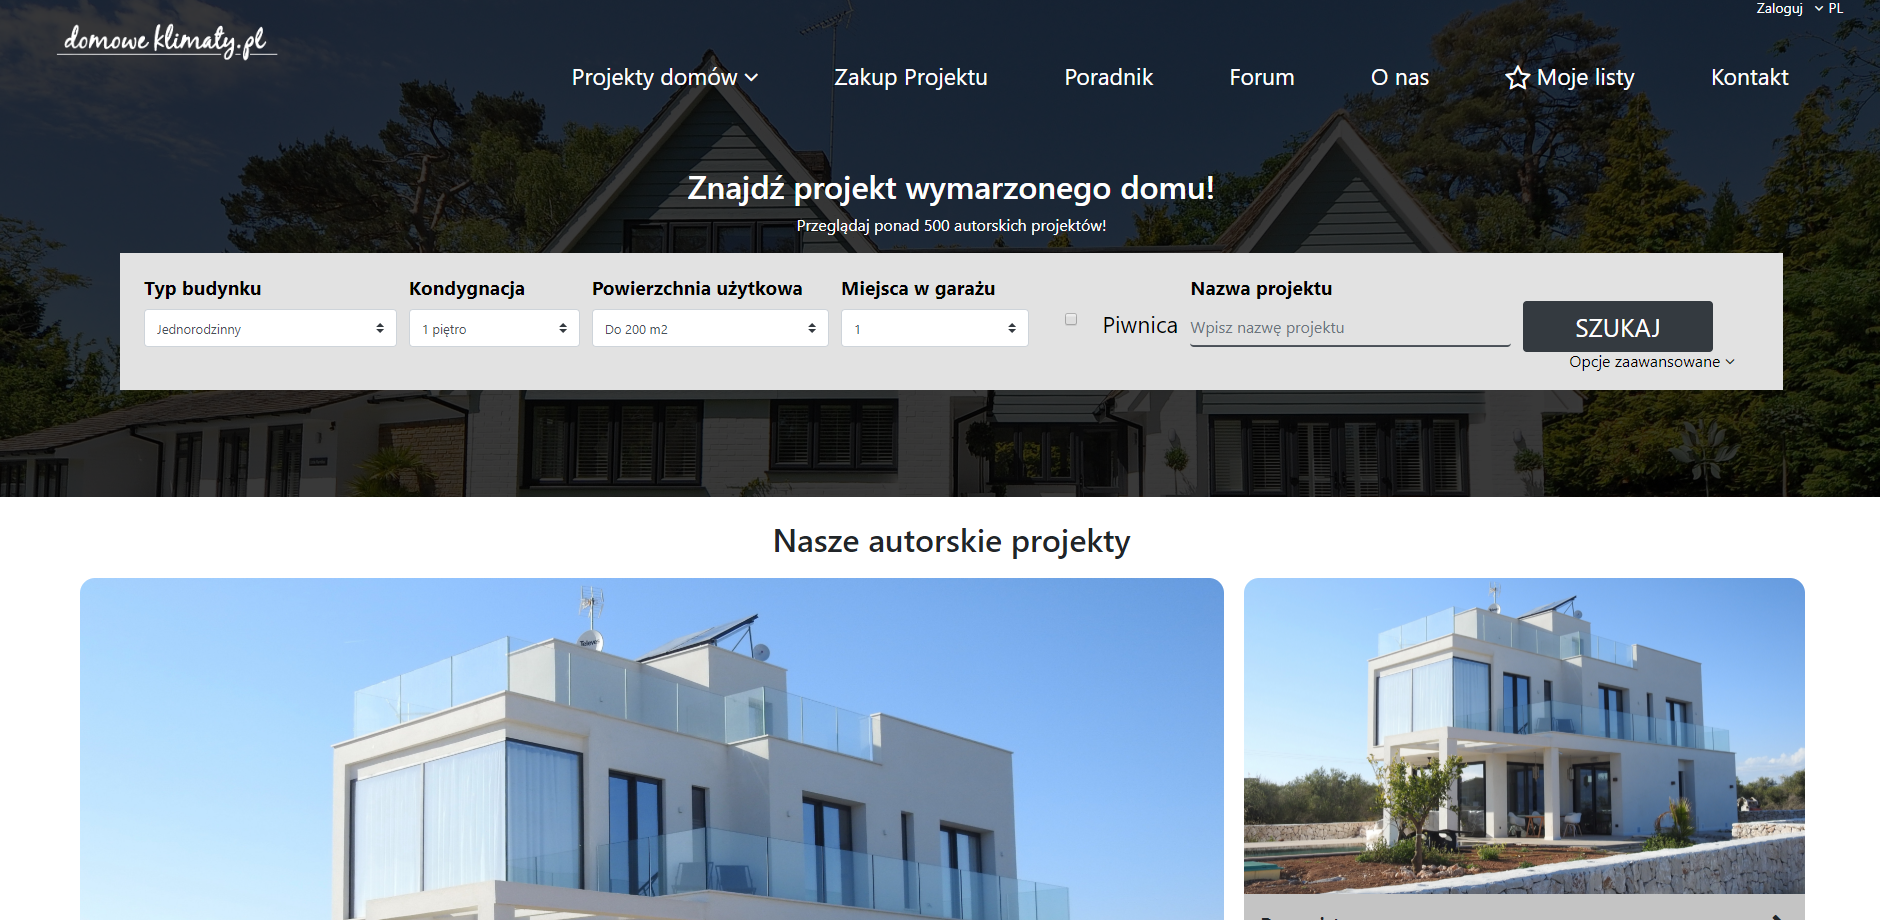 Zaloguj PL
domowe klimaty.pl
Projekty domów Zakup Projektu Poradnik Forum O nas Moje listy Kontakt
Znajdź projekt wymarzonego domu!
Przeglądaj ponad 500 autorskich projektów!
Typ budynku Kondygnacja Powierzchnia użytkowa Miejsca w garażu Nazwa projektu
Jednorodzinny 1 piętro Do 200 m2 1 Piwnica Wpisz nazwę projektu SZUKAJ
Opcje zaawansowane
Nasze autorskie projekty